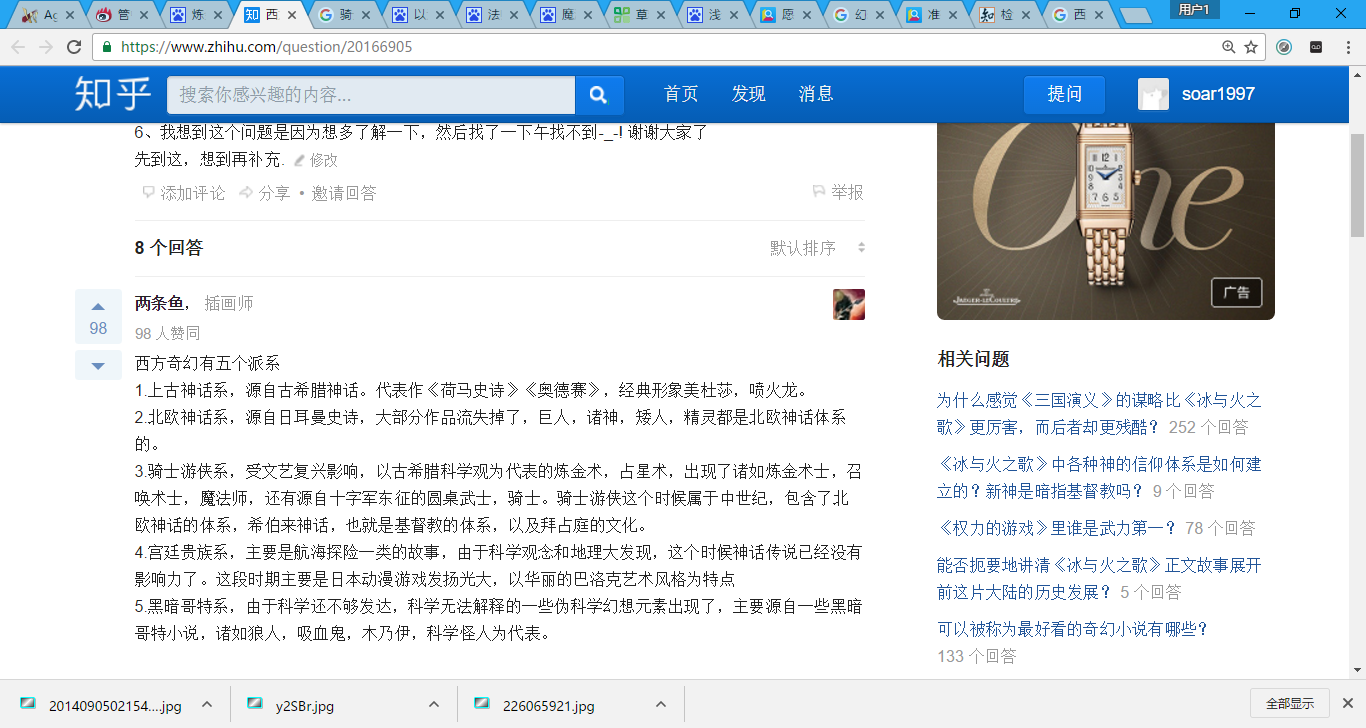 Ag
管
炼
西
骑
以
法
魔
草
浅
愿
幻
准
检
西
用户1
https://www.zhihu.com/question/20166905
知乎
搜索你感兴趣的内容...
首页
发现
消息
提问
soar1997
6、我想到这个问题是因为想多了解一下，然后找了一下午找不到-_-! 谢谢大家了
先到这，想到再补充. 修改
添加评论 分享 • 邀请回答
举报
8 个回答
默认排序
98
两条鱼， 插画师
98 人赞同
西方奇幻有五个派系
1.上古神话系，源自古希腊神话。代表作《荷马史诗》《奥德赛》，经典形象美杜莎，喷火龙。
2.北欧神话系，源自日耳曼史诗，大部分作品流失掉了，巨人，诸神，矮人，精灵都是北欧神话体系
的。
3.骑士游侠系，受文艺复兴影响，以古希腊科学观为代表的炼金术，占星术，出现了诸如炼金术士，召
唤术士，魔法师，还有源自十字军东征的圆桌武士，骑士。骑士游侠这个时候属于中世纪，包含了北
欧神话的体系，希伯来神话，也就是基督教的体系，以及拜占庭的文化。
4.宫廷贵族系，主要是航海探险一类的故事，由于科学观念和地理大发现，这个时候神话传说已经没有
影响力了。这段时期主要是日本动漫游戏发扬光大，以华丽的巴洛克艺术风格为特点
5.黑暗哥特系，由于科学还不够发达，科学无法解释的一些伪科学幻想元素出现了，主要源自一些黑暗
哥特小说，诸如狼人，吸血鬼，木乃伊，科学怪人为代表。
One
JAEGER-LECOULTRE
广告
相关问题
为什么感觉《三国演义》的谋略比《冰与火之
歌》更厉害，而后者却更残酷？ 252 个回答
《冰与火之歌》中各种神的信仰体系是如何建
立的？新神是暗指基督教吗？ 9 个回答
《权力的游戏》里谁是武力第一？ 78 个回答
能否扼要地讲清《冰与火之歌》正文故事展开
前这片大陆的历史发展？ 5 个回答
可以被称为最好看的奇幻小说有哪些？
133 个回答
2014090502154....jpg
y2SBr.jpg
226065921.jpg
全部显示